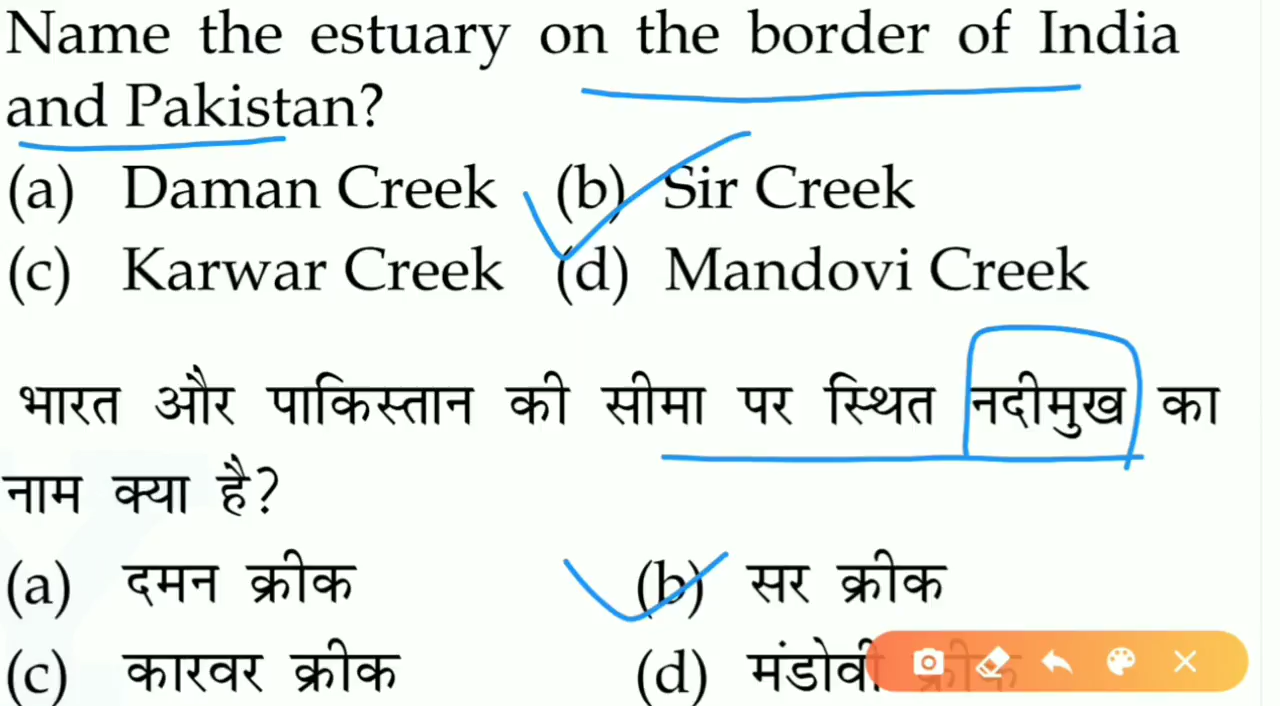 Name the estuary on the border of India
and Pakistan?
(a) Daman Creek (b) Sir Creek
(c) Karwar Creek (d) Mandovi Creek
भारत और पाकिस्तान की सीमा पर स्थित नदीमुख का
नाम क्या है?
(a) दमन क्रीक (b) सर क्रीक
(c) कारवर क्रीक (d) मंडोवी क्रीक